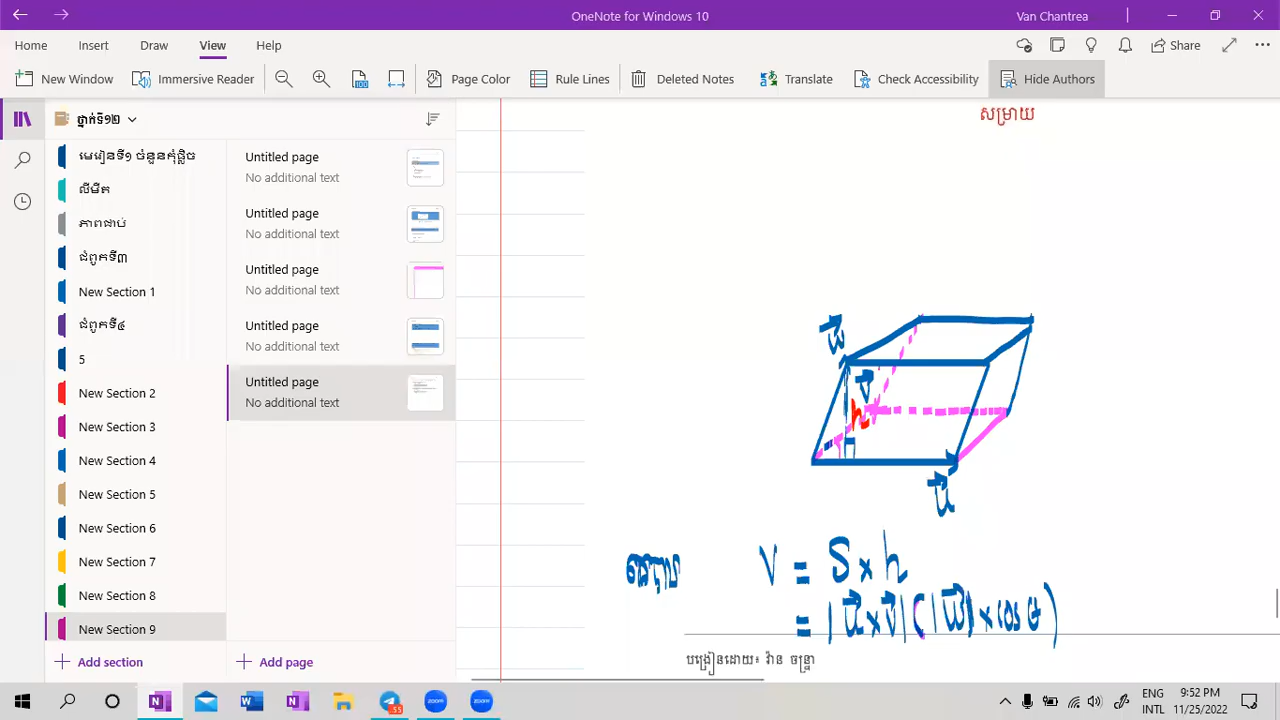 OneNote for Windows 10
Van Chantrea
Home Insert Draw View Help
Share
New Window Immersive Reader Page Color Rule Lines Deleted Notes Translate Check Accessibility Hide Authors
ថ្នាក់ទី១២
មេរៀនទី១ ចំនួនកុំផ្លិច
លីមីត
ភាពជាប់
ជំពូកទី៣
New Section 1
ជំពូកទី៤
5
New Section 2
New Section 3
New Section 4
New Section 5
New Section 6
New Section 7
New Section 8
New Section 9
Add section
Untitled page
No additional text
Untitled page
No additional text
Untitled page
No additional text
Untitled page
No additional text
Untitled page
No additional text
Add page
សម្រាយ
w⃗
v⃗
h
u⃗
V = S × h
= |u⃗ × v⃗| (|w⃗| × cos θ)
បង្រៀនដោយ៖ វ៉ាន ចន្ទ្រា
55
zoom
zoom
ENG
INTL
9:52 PM
11/25/2022